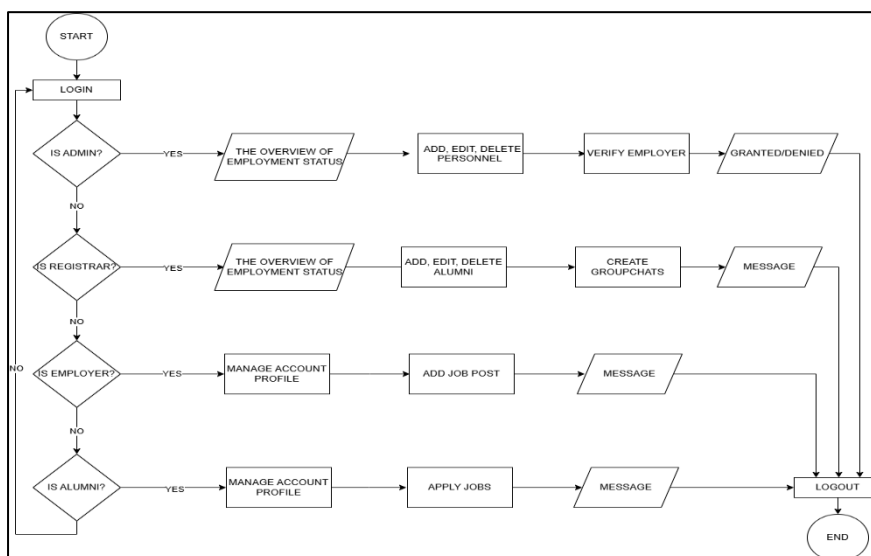 START
LOGIN
IS ADMIN?
YES
THE OVERVIEW OF
EMPLOYMENT STATUS
ADD, EDIT, DELETE
PERSONNEL
VERIFY EMPLOYER
GRANTED/DENIED
NO
IS REGISTRAR?
YES
THE OVERVIEW OF
EMPLOYMENT STATUS
ADD, EDIT, DELETE
ALUMNI
CREATE
GROUPCHATS
MESSAGE
NO
NO
IS EMPLOYER?
YES
MANAGE ACCOUNT
PROFILE
ADD JOB POST
MESSAGE
NO
IS ALUMNI?
YES
MANAGE ACCOUNT
PROFILE
APPLY JOBS
MESSAGE
LOGOUT
END